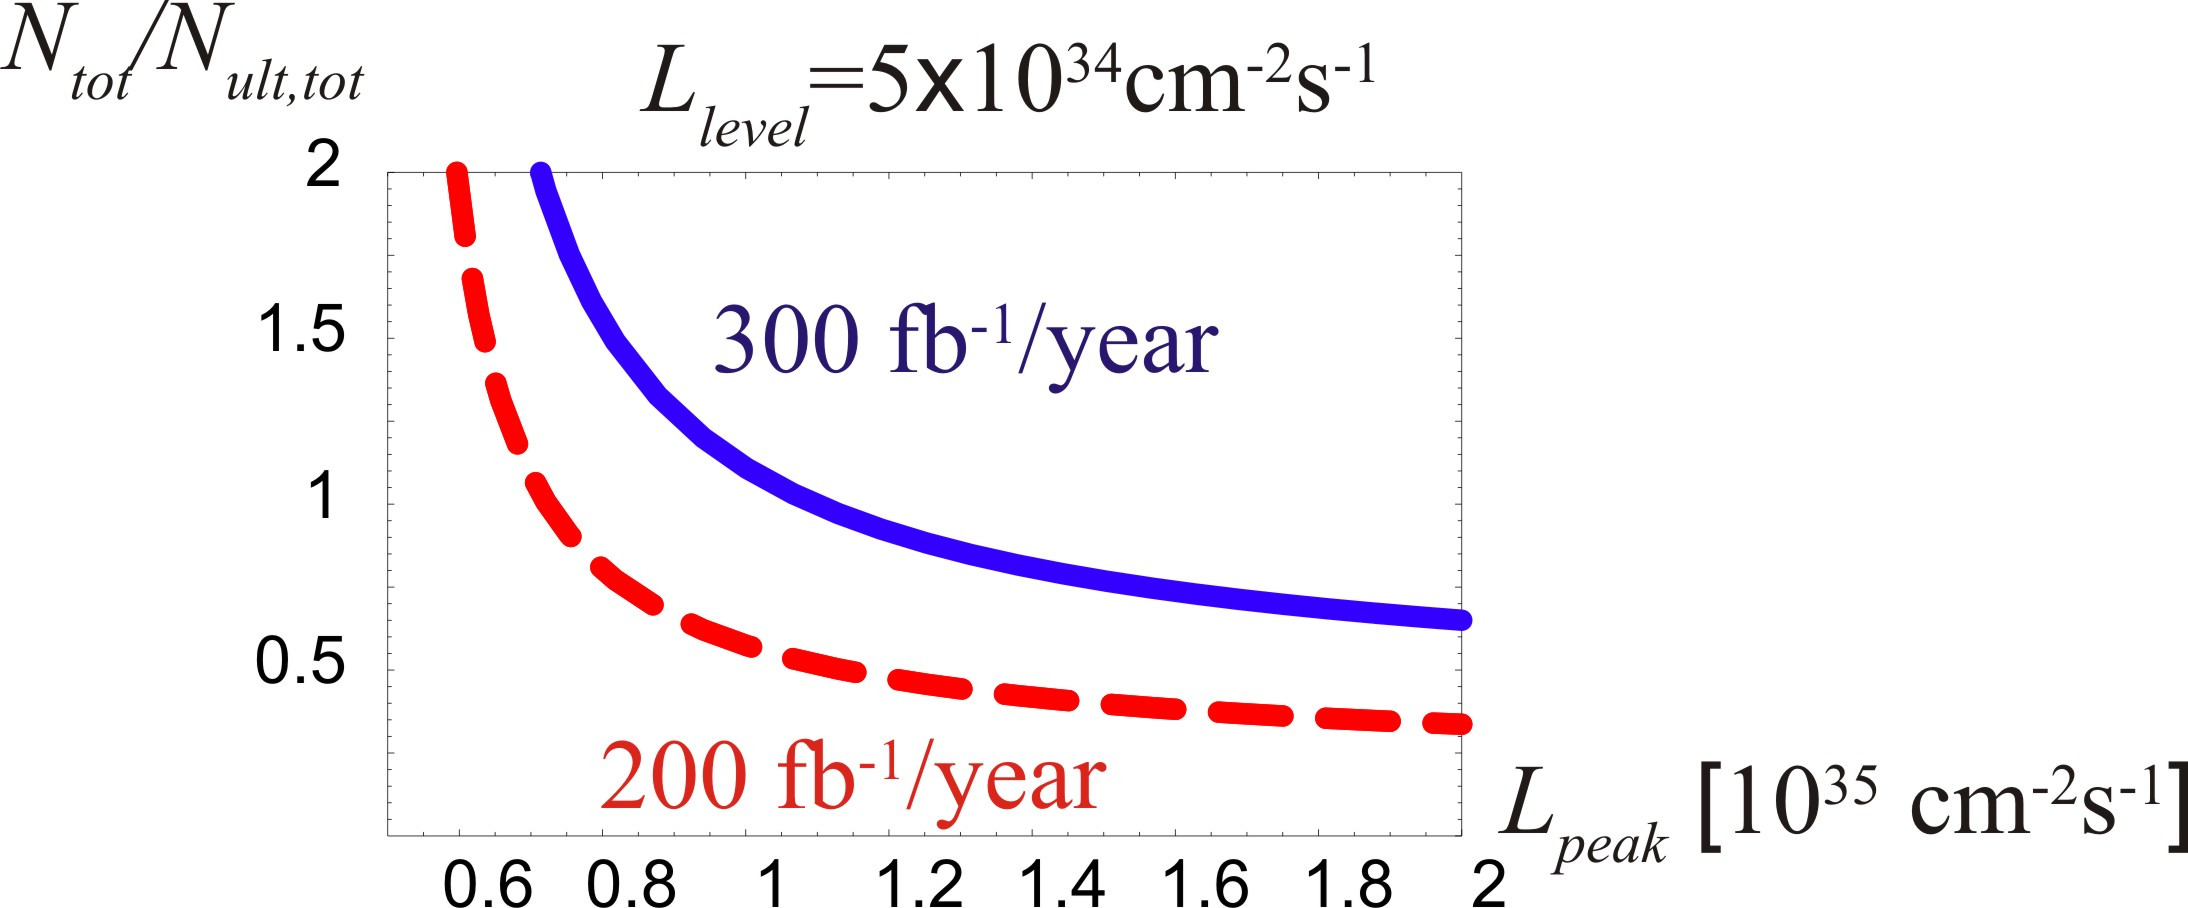 N_tot/N_ult,tot
L_level=5x10^34cm^-2s^-1
2
1.5
1
0.5
300 fb^-1/year
200 fb^-1/year
L_peak [10^35 cm^-2s^-1]
0.6 0.8 1 1.2 1.4 1.6 1.8 2